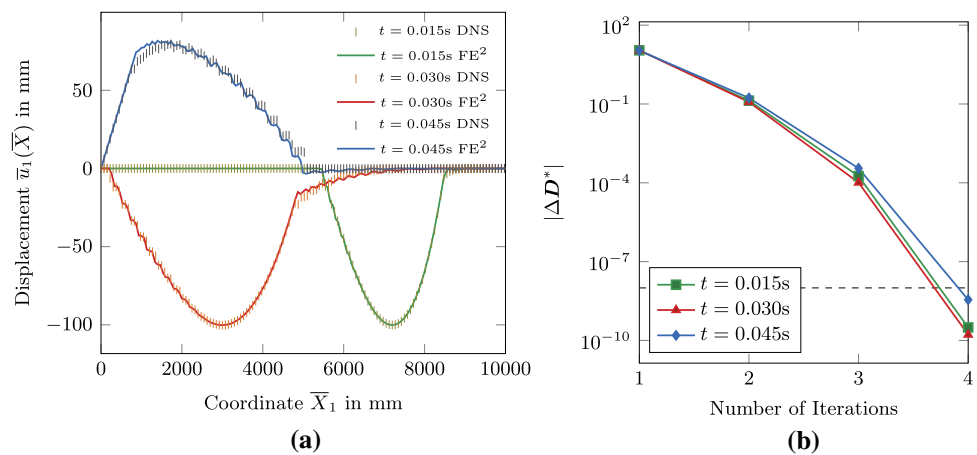 t = 0.015s DNS
t = 0.015s FE²
t = 0.030s DNS
t = 0.030s FE²
t = 0.045s DNS
t = 0.045s FE²
50
0
−50
−100
Displacement u̅₁(X̅) in mm
0 2000 4000 6000 8000 10000
Coordinate X̅₁ in mm
(a)
10²
10⁻¹
10⁻⁴
10⁻⁷
10⁻¹⁰
|ΔD*|
t = 0.015s
t = 0.030s
t = 0.045s
1 2 3 4
Number of Iterations
(b)